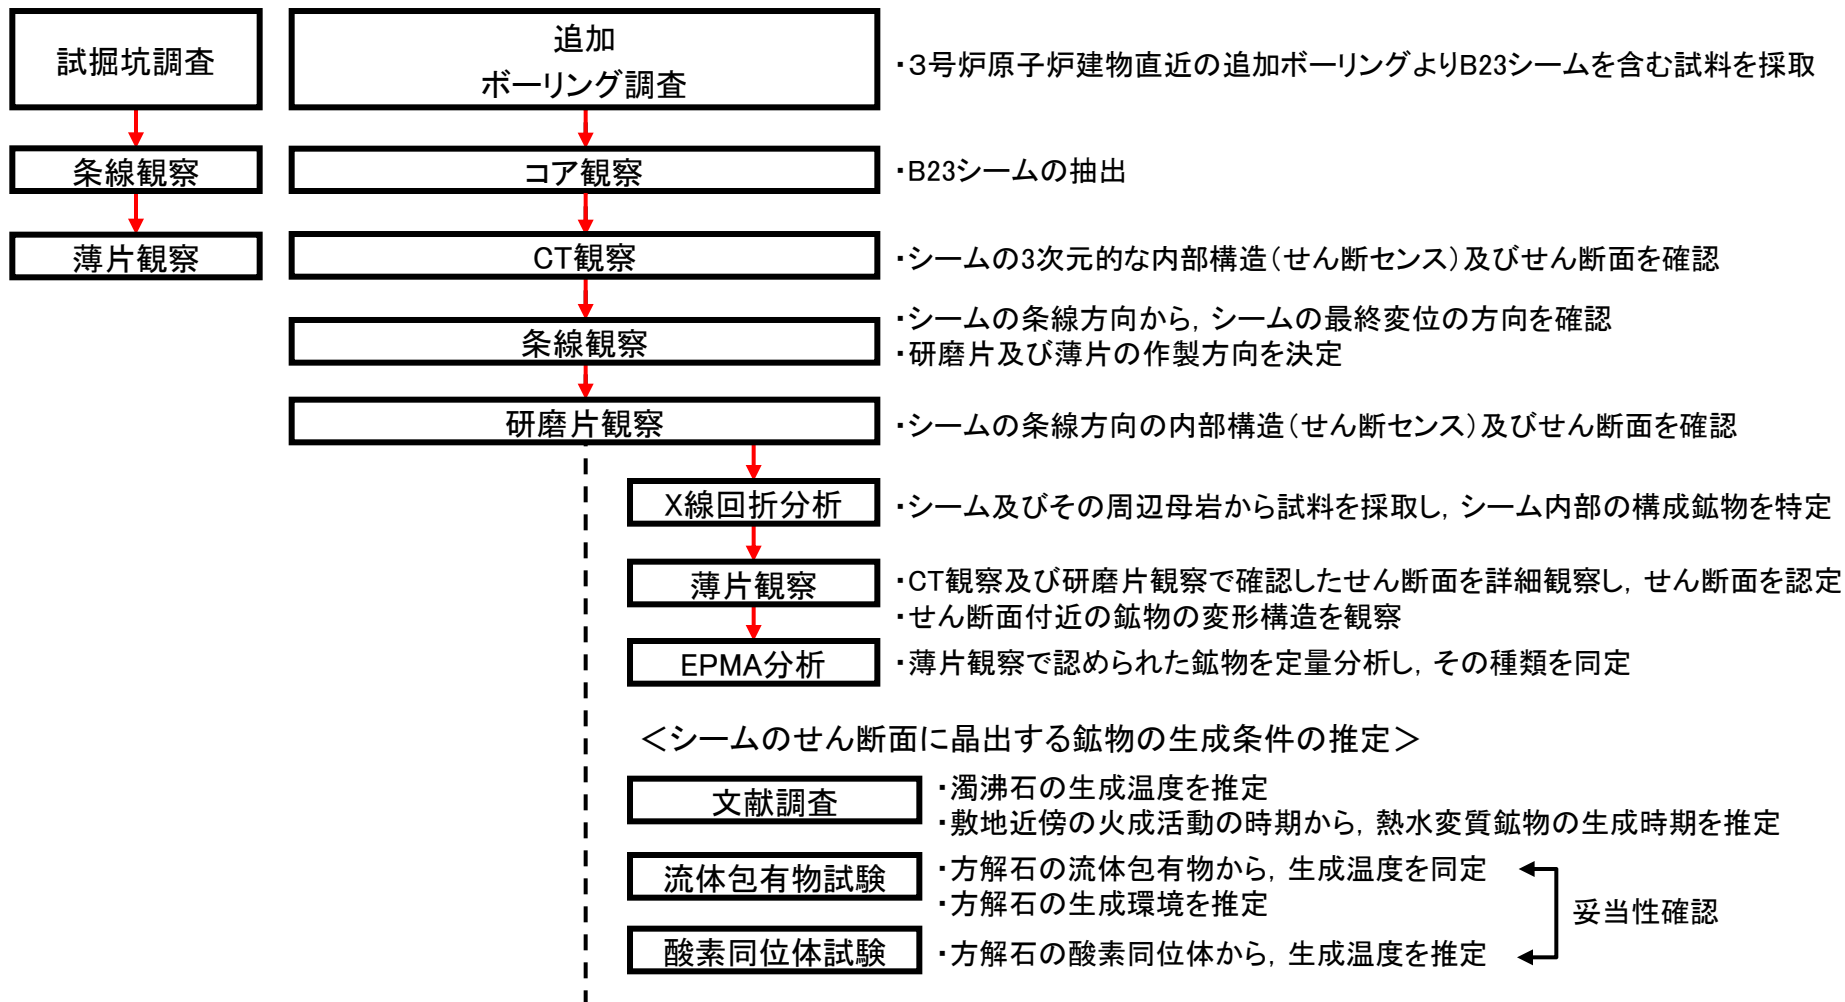 試掘坑調査
追加
ボーリング調査
・３号炉原子炉建物直近の追加ボーリングよりB23シームを含む試料を採取
条線観察
コア観察
・B23シームの抽出
薄片観察
CT観察
・シームの3次元的な内部構造（せん断センス）及びせん断面を確認
条線観察
・シームの条線方向から，シームの最終変位の方向を確認
・研磨片及び薄片の作製方向を決定
研磨片観察
・シームの条線方向の内部構造（せん断センス）及びせん断面を確認
X線回折分析
・シーム及びその周辺母岩から試料を採取し，シーム内部の構成鉱物を特定
薄片観察
・CT観察及び研磨片観察で確認したせん断面を詳細観察し，せん断面を認定
・せん断面付近の鉱物の変形構造を観察
EPMA分析
・薄片観察で認められた鉱物を定量分析し，その種類を同定
＜シームのせん断面に晶出する鉱物の生成条件の推定＞
文献調査
・濁沸石の生成温度を推定
・敷地近傍の火成活動の時期から，熱水変質鉱物の生成時期を推定
流体包有物試験
・方解石の流体包有物から，生成温度を同定
・方解石の生成環境を推定
妥当性確認
酸素同位体試験
・方解石の酸素同位体から，生成温度を推定